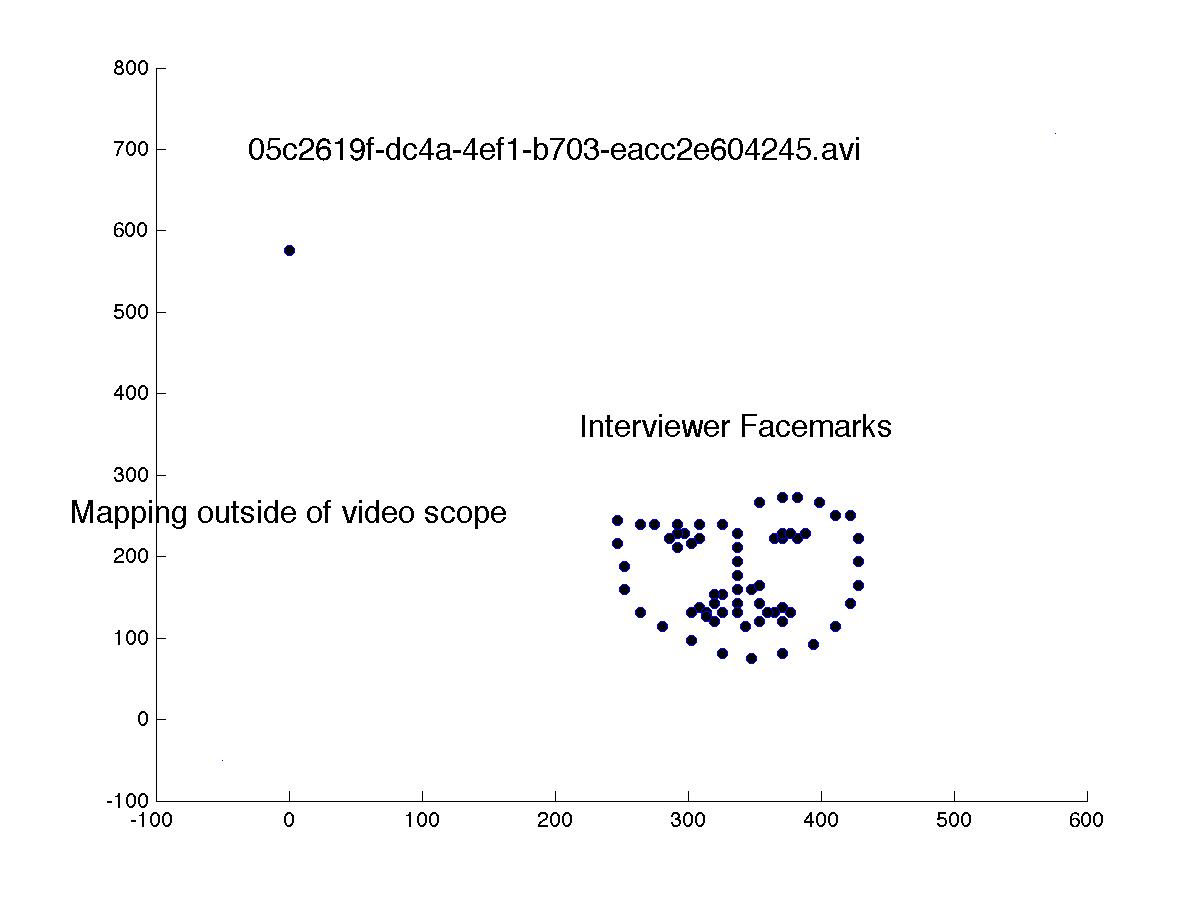 800
700
05c2619f-dc4a-4ef1-b703-eacc2e604245.avi
600
500
400
Interviewer Facemarks
300
Mapping outside of video scope
200
100
0
-100
-100 0 100 200 300 400 500 600